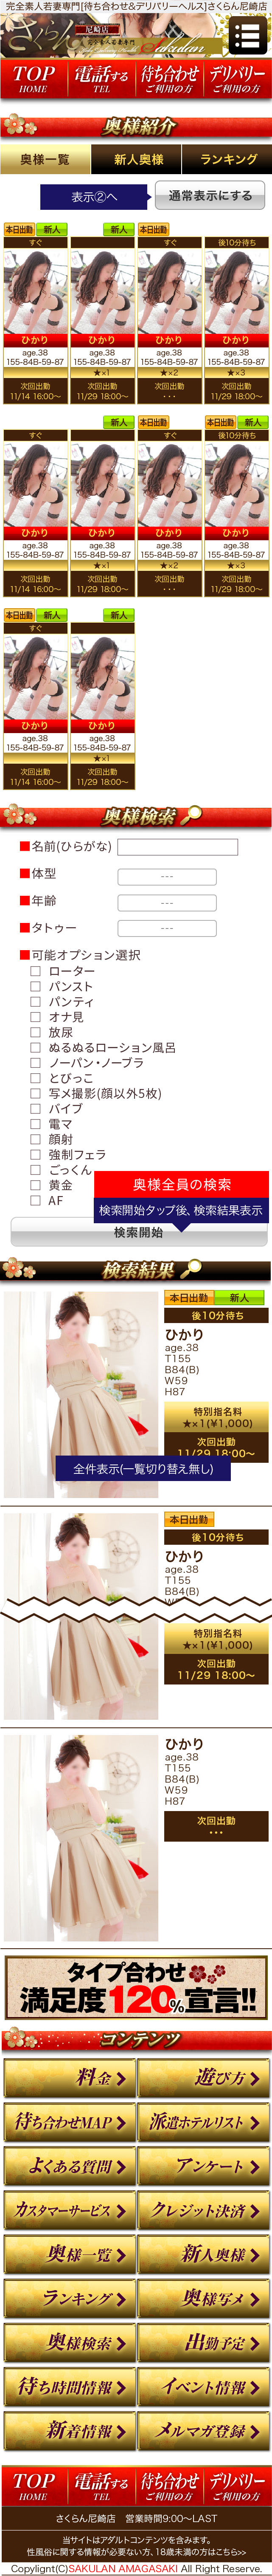 完全素人若妻専門[待ち合わせ&デリバリーヘルス]さくらん尼崎店
さくらん 尼崎店
完全素人若妻専門 Sakulan
TOP 電話する 待ち合わせ デリバリー
HOME TEL ご利用の方 ご利用の方
奥様紹介
奥様一覧 新人奥様 ランキング
表示②へ 通常表示にする
本日出勤 新人 新人 本日出勤
すぐ すぐ 後10分待ち
ひかり ひかり ひかり ひかり
age.38 age.38 age.38 age.38
155-84B-59-87 155-84B-59-87 155-84B-59-87 155-84B-59-87
★×1 ★×2 ★×3
次回出勤 次回出勤 次回出勤 次回出勤
11/14 16:00〜 11/29 18:00〜 ・・・ 11/29 18:00〜
新人 本日出勤 本日出勤 新人
すぐ すぐ 後10分待ち
ひかり ひかり ひかり ひかり
age.38 age.38 age.38 age.38
155-84B-59-87 155-84B-59-87 155-84B-59-87 155-84B-59-87
★×1 ★×2 ★×3
次回出勤 次回出勤 次回出勤 次回出勤
11/14 16:00〜 11/29 18:00〜 ・・・ 11/29 18:00〜
本日出勤 新人 新人
すぐ
ひかり ひかり
age.38 age.38
155-84B-59-87 155-84B-59-87
★×1
次回出勤 次回出勤
11/14 16:00〜 11/29 18:00〜
奥様検索
■名前(ひらがな)
■体型 ---
■年齢 ---
■タトゥー ---
■可能オプション選択
□ ローター
□ パンスト
□ パンティ
□ オナ見
□ 放尿
□ ぬるぬるローション風呂
□ ノーパン・ノーブラ
□ とびっこ
□ 写メ撮影(顔以外5枚)
□ バイブ
□ 電マ
□ 顔射
□ 強制フェラ
□ ごっくん
□ 黄金
□ AF
奥様全員の検索
検索開始タップ後、検索結果表示
検索開始
検索結果
本日出勤 新人
後10分待ち
ひかり
age.38
T155
B84(B)
W59
H87
特別指名料
★×1(¥1,000)
次回出勤
11/29 18:00〜
全件表示(一覧切り替え無し)
本日出勤
後10分待ち
ひかり
age.38
T155
B84(B)
特別指名料
★×1(¥1,000)
次回出勤
11/29 18:00〜
ひかり
age.38
T155
B84(B)
W59
H87
次回出勤
・・・
タイプ合わせ
満足度120%宣言!!
コンテンツ
料金 遊び方
待ち合わせMAP 派遣ホテルリスト
よくある質問 アンケート
カスタマーサービス クレジット決済
奥様一覧 新人奥様
ランキング 奥様写メ
奥様検索 出勤予定
待ち時間情報 イベント情報
新着情報 メルマガ登録
TOP 電話する 待ち合わせ デリバリー
HOME TEL ご利用の方 ご利用の方
さくらん尼崎店 営業時間9:00〜LAST
当サイトはアダルトコンテンツを含みます。
性風俗に関する情報が必要ない方、18歳未満の方はこちら>>
Copylight(C)SAKULAN AMAGASAKI All Right Reserve.